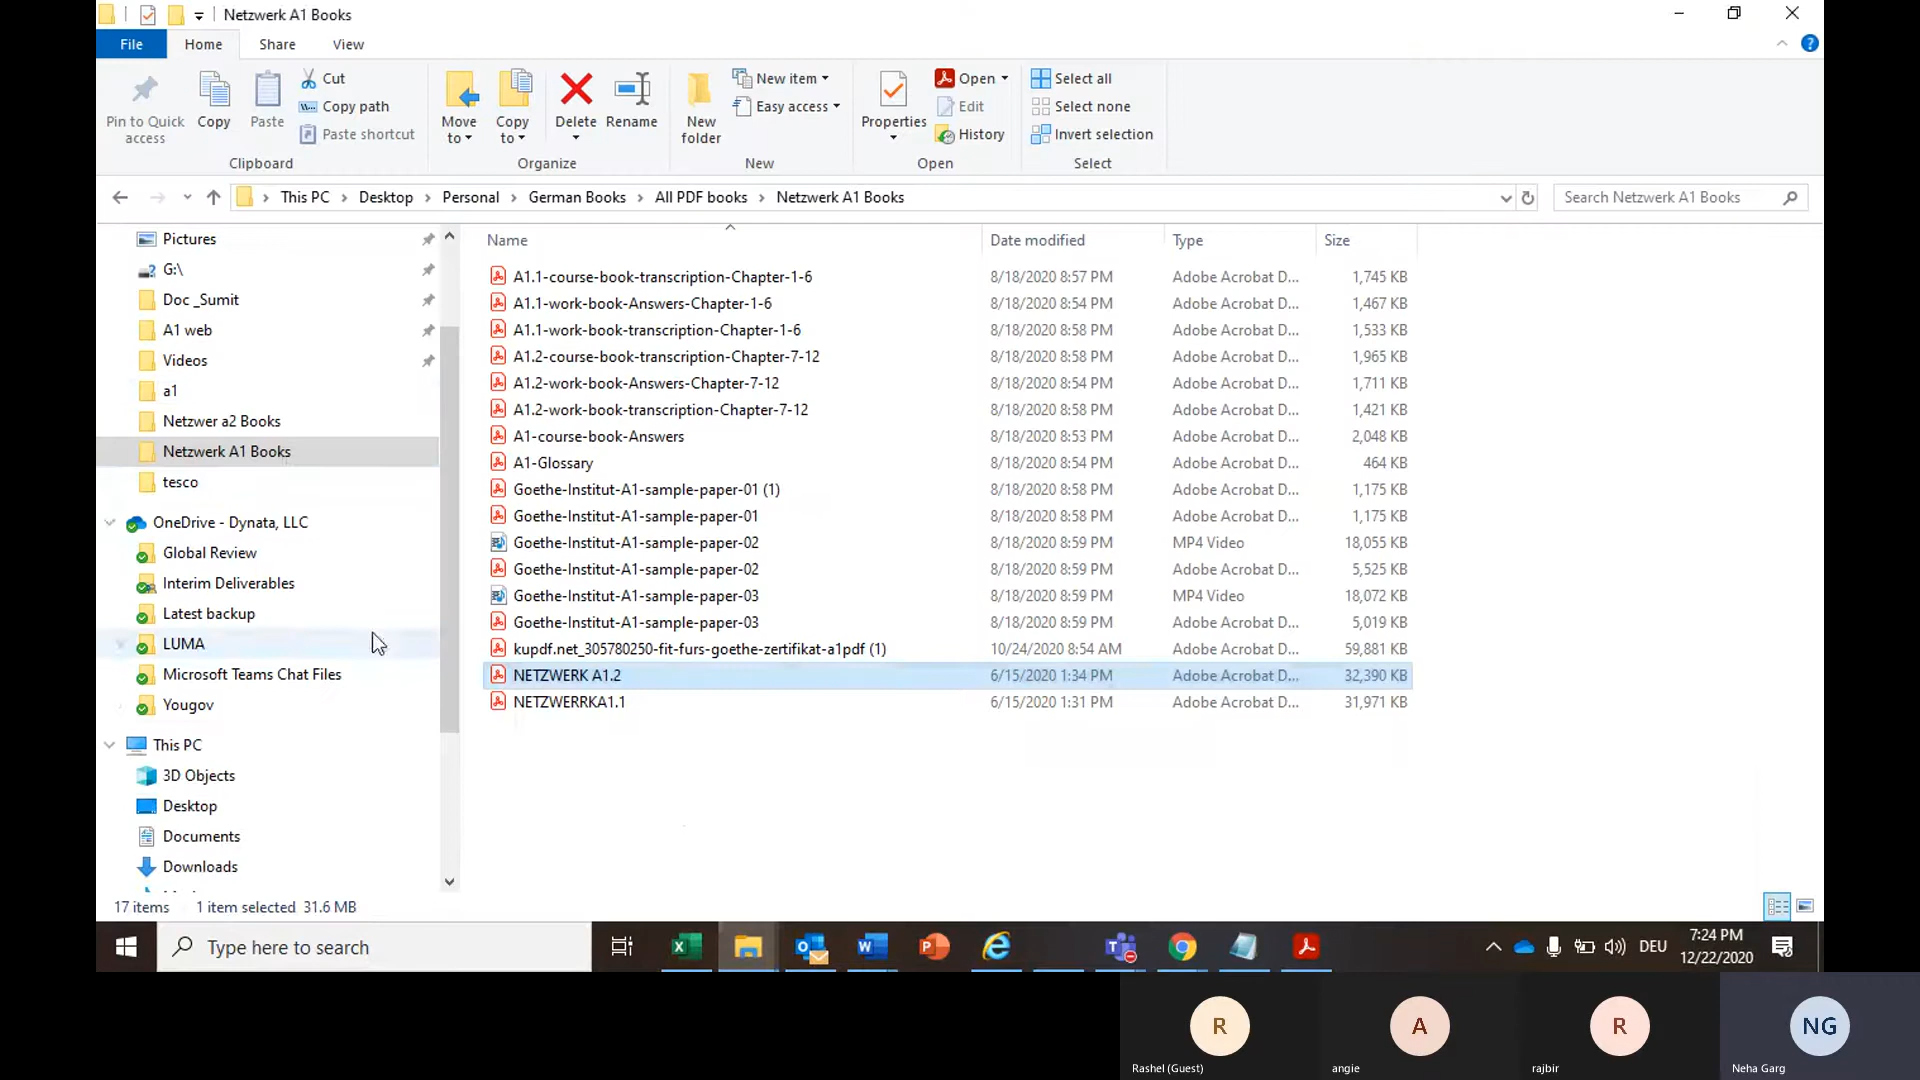 Netzwerk A1 Books
File Home Share View
Pin to Quick access
Copy
Paste
Cut
Copy path
Paste shortcut
Clipboard
Move to
Copy to
Delete
Rename
Organize
New folder
New item
Easy access
New
Properties
Open
Edit
History
Open
Select all
Select none
Invert selection
Select
This PC > Desktop > Personal > German Books > All PDF books > Netzwerk A1 Books
Search Netzwerk A1 Books
Pictures
G:\
Doc _Sumit
A1 web
Videos
a1
Netzwer a2 Books
Netzwerk A1 Books
tesco
OneDrive - Dynata, LLC
Global Review
Interim Deliverables
Latest backup
LUMA
Microsoft Teams Chat Files
Yougov
This PC
3D Objects
Desktop
Documents
Downloads
Name Date modified Type Size
A1.1-course-book-transcription-Chapter-1-6 8/18/2020 8:57 PM Adobe Acrobat D... 1,745 KB
A1.1-work-book-Answers-Chapter-1-6 8/18/2020 8:54 PM Adobe Acrobat D... 1,467 KB
A1.1-work-book-transcription-Chapter-1-6 8/18/2020 8:58 PM Adobe Acrobat D... 1,533 KB
A1.2-course-book-transcription-Chapter-7-12 8/18/2020 8:58 PM Adobe Acrobat D... 1,965 KB
A1.2-work-book-Answers-Chapter-7-12 8/18/2020 8:54 PM Adobe Acrobat D... 1,711 KB
A1.2-work-book-transcription-Chapter-7-12 8/18/2020 8:58 PM Adobe Acrobat D... 1,421 KB
A1-course-book-Answers 8/18/2020 8:53 PM Adobe Acrobat D... 2,048 KB
A1-Glossary 8/18/2020 8:54 PM Adobe Acrobat D... 464 KB
Goethe-Institut-A1-sample-paper-01 (1) 8/18/2020 8:58 PM Adobe Acrobat D... 1,175 KB
Goethe-Institut-A1-sample-paper-01 8/18/2020 8:58 PM Adobe Acrobat D... 1,175 KB
Goethe-Institut-A1-sample-paper-02 8/18/2020 8:59 PM MP4 Video 18,055 KB
Goethe-Institut-A1-sample-paper-02 8/18/2020 8:59 PM Adobe Acrobat D... 5,525 KB
Goethe-Institut-A1-sample-paper-03 8/18/2020 8:59 PM MP4 Video 18,072 KB
Goethe-Institut-A1-sample-paper-03 8/18/2020 8:59 PM Adobe Acrobat D... 5,019 KB
kupdf.net_305780250-fit-furs-goethe-zertifikat-a1pdf (1) 10/24/2020 8:54 AM Adobe Acrobat D... 59,881 KB
NETZWERK A1.2 6/15/2020 1:34 PM Adobe Acrobat D... 32,390 KB
NETZWERRKA1.1 6/15/2020 1:31 PM Adobe Acrobat D... 31,971 KB
17 items 1 item selected 31.6 MB
Type here to search
DEU
7:24 PM
12/22/2020
R
A
R
NG
Rashel (Guest)
angie
rajbir
Neha Garg